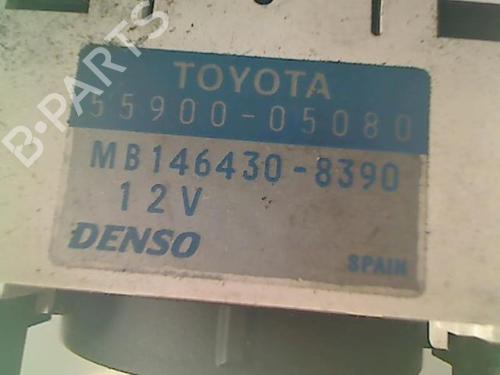 TOYOTA
55900-05080
MB146430-8390
12V
DENSO
SPAIN
B-PARTS